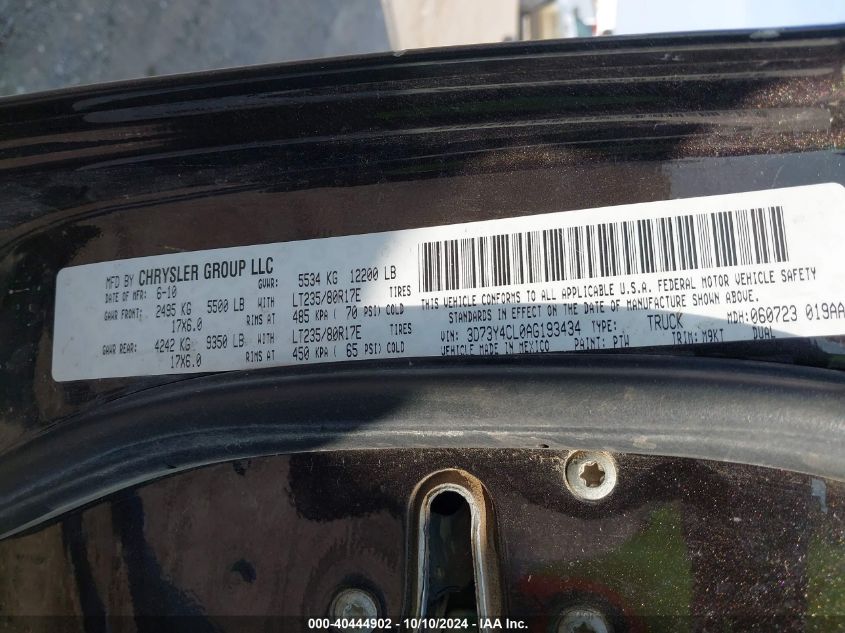 MFD BY CHRYSLER GROUP LLC
DATE OF MFR: 6-10 GVWR: 5534 KG 12200 LB
GAWR FRONT: 2495 KG 5500 LB WITH LT235/80R17E TIRES
17X6.0 RIMS AT 485 KPA ( 70 PSI) COLD
GAWR REAR: 4242 KG 9350 LB WITH LT235/80R17E TIRES
17X6.0 RIMS AT 450 KPA ( 65 PSI) COLD
THIS VEHICLE CONFORMS TO ALL APPLICABLE U.S.A. FEDERAL MOTOR VEHICLE SAFETY
STANDARDS IN EFFECT ON THE DATE OF MANUFACTURE SHOWN ABOVE.
VIN: 3D73Y4CL0AG193434 TYPE: TRUCK MDH: 060723 019AA
VEHICLE MADE IN MEXICO PAINT: PTW TRIM: M9KT DUAL
000-40444902 - 10/10/2024 - IAA Inc.